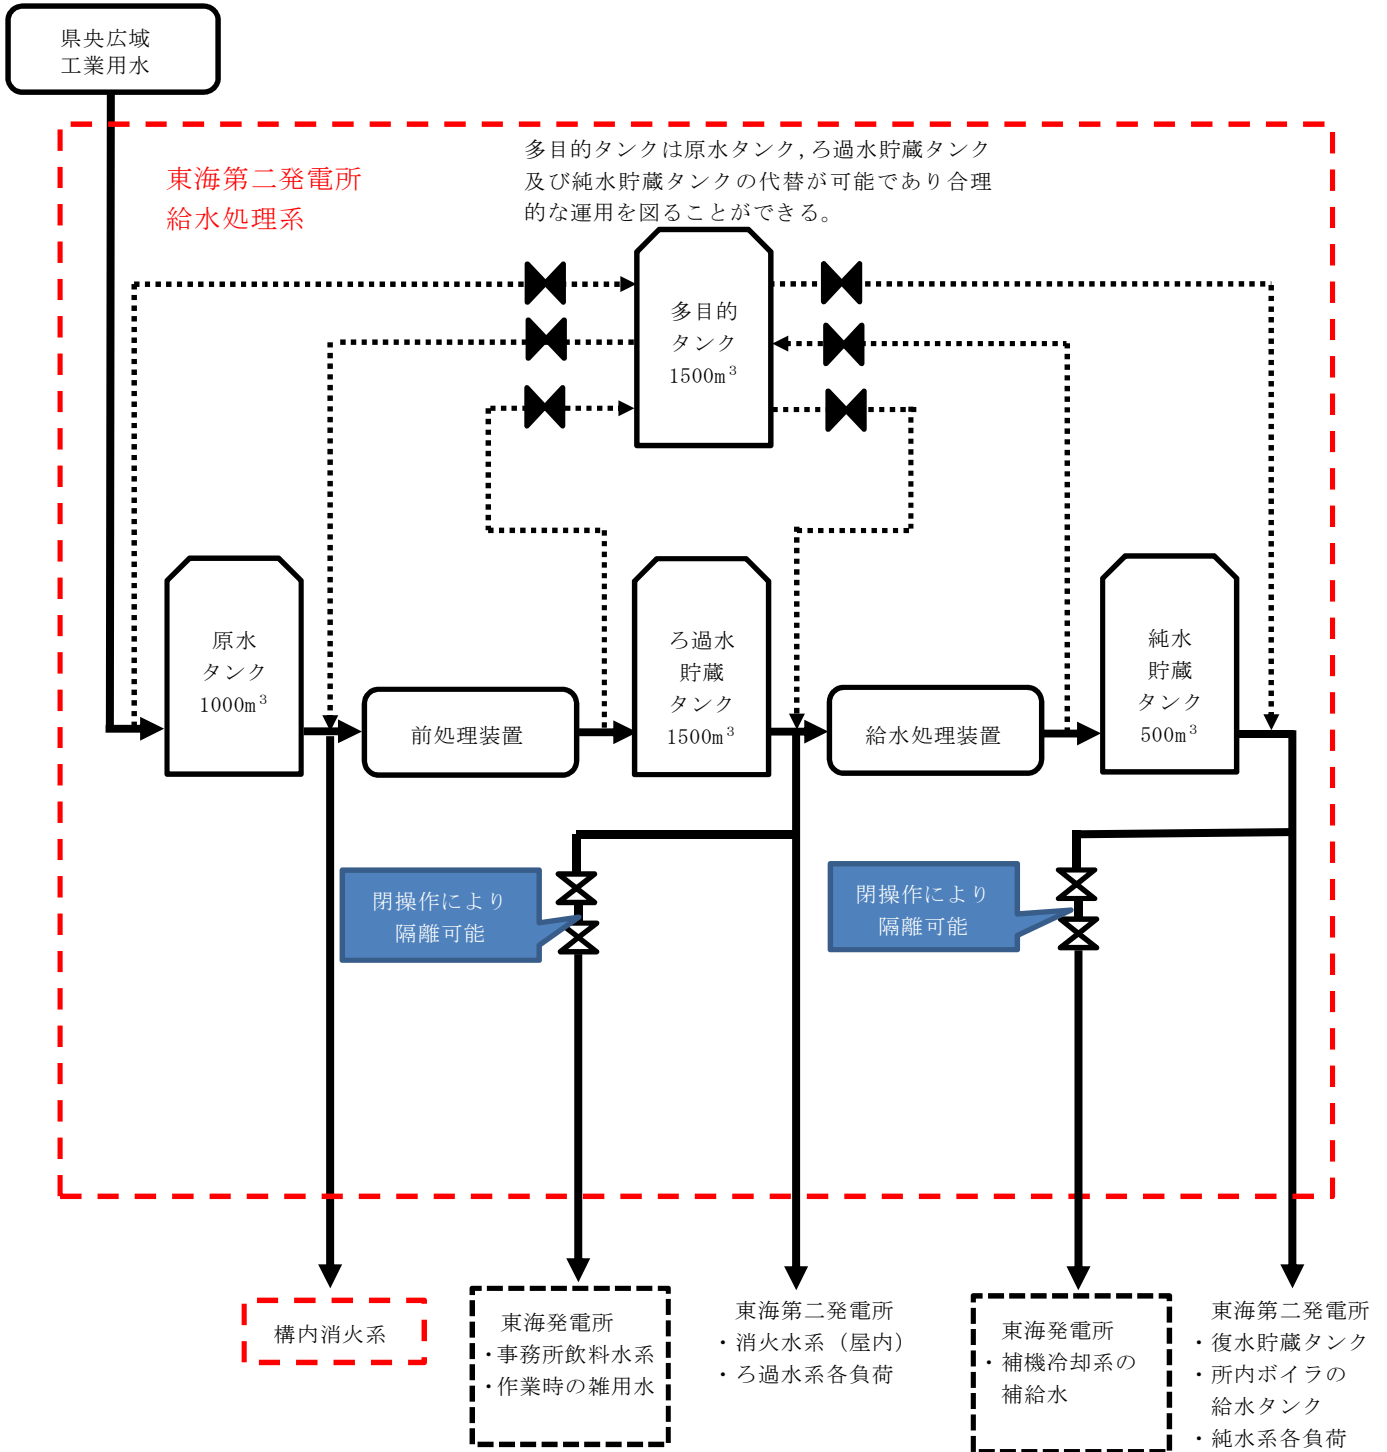 県央広域
工業用水
東海第二発電所
給水処理系
多目的タンクは原水タンク,ろ過水貯蔵タンク
及び純水貯蔵タンクの代替が可能であり合理
的な運用を図ることができる。
多目的
タンク
1500m³
原水
タンク
1000m³
前処理装置
ろ過水
貯蔵
タンク
1500m³
給水処理装置
純水
貯蔵
タンク
500m³
閉操作により
隔離可能
閉操作により
隔離可能
構内消火系
東海発電所
・事務所飲料水系
・作業時の雑用水
東海第二発電所
・消火水系（屋内）
・ろ過水系各負荷
東海発電所
・補機冷却系の
補給水
東海第二発電所
・復水貯蔵タンク
・所内ボイラの
給水タンク
・純水系各負荷